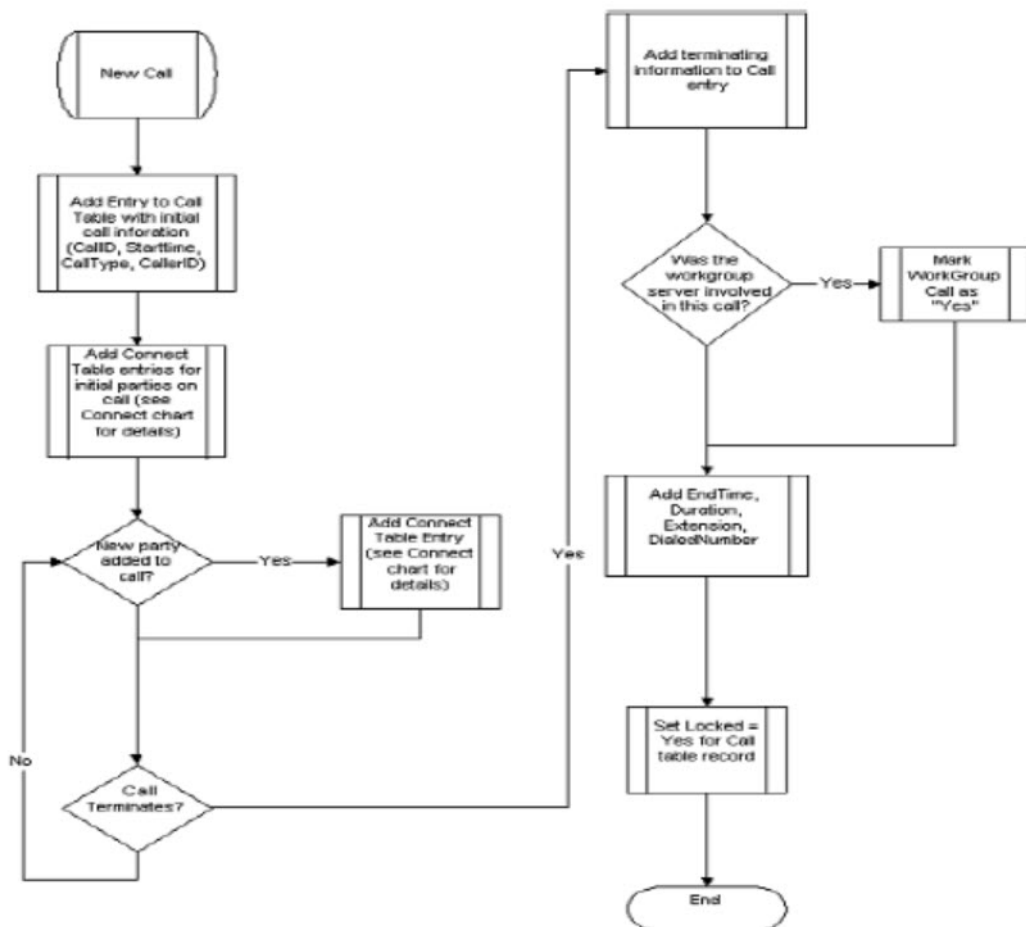 New Call
Add Entry to Call
Table with initial
call inforation
(CallID, Starttime,
CallType, CallerID)
Add Connect
Table entries for
initial parties on
call (see
Connect chart
for details)
New party
added to
call?
Yes
Add Connect
Table Entry
(see Connect
chart for
details)
No
Call
Terminates?
Yes
Add terminating
information to Call
entry
Was the
workgroup
server involved
in this call?
Yes
Mark
WorkGroup
Call as
"Yes"
Add EndTime,
Duration,
Extension,
DialedNumber
Set Locked =
Yes for Call
table record
End